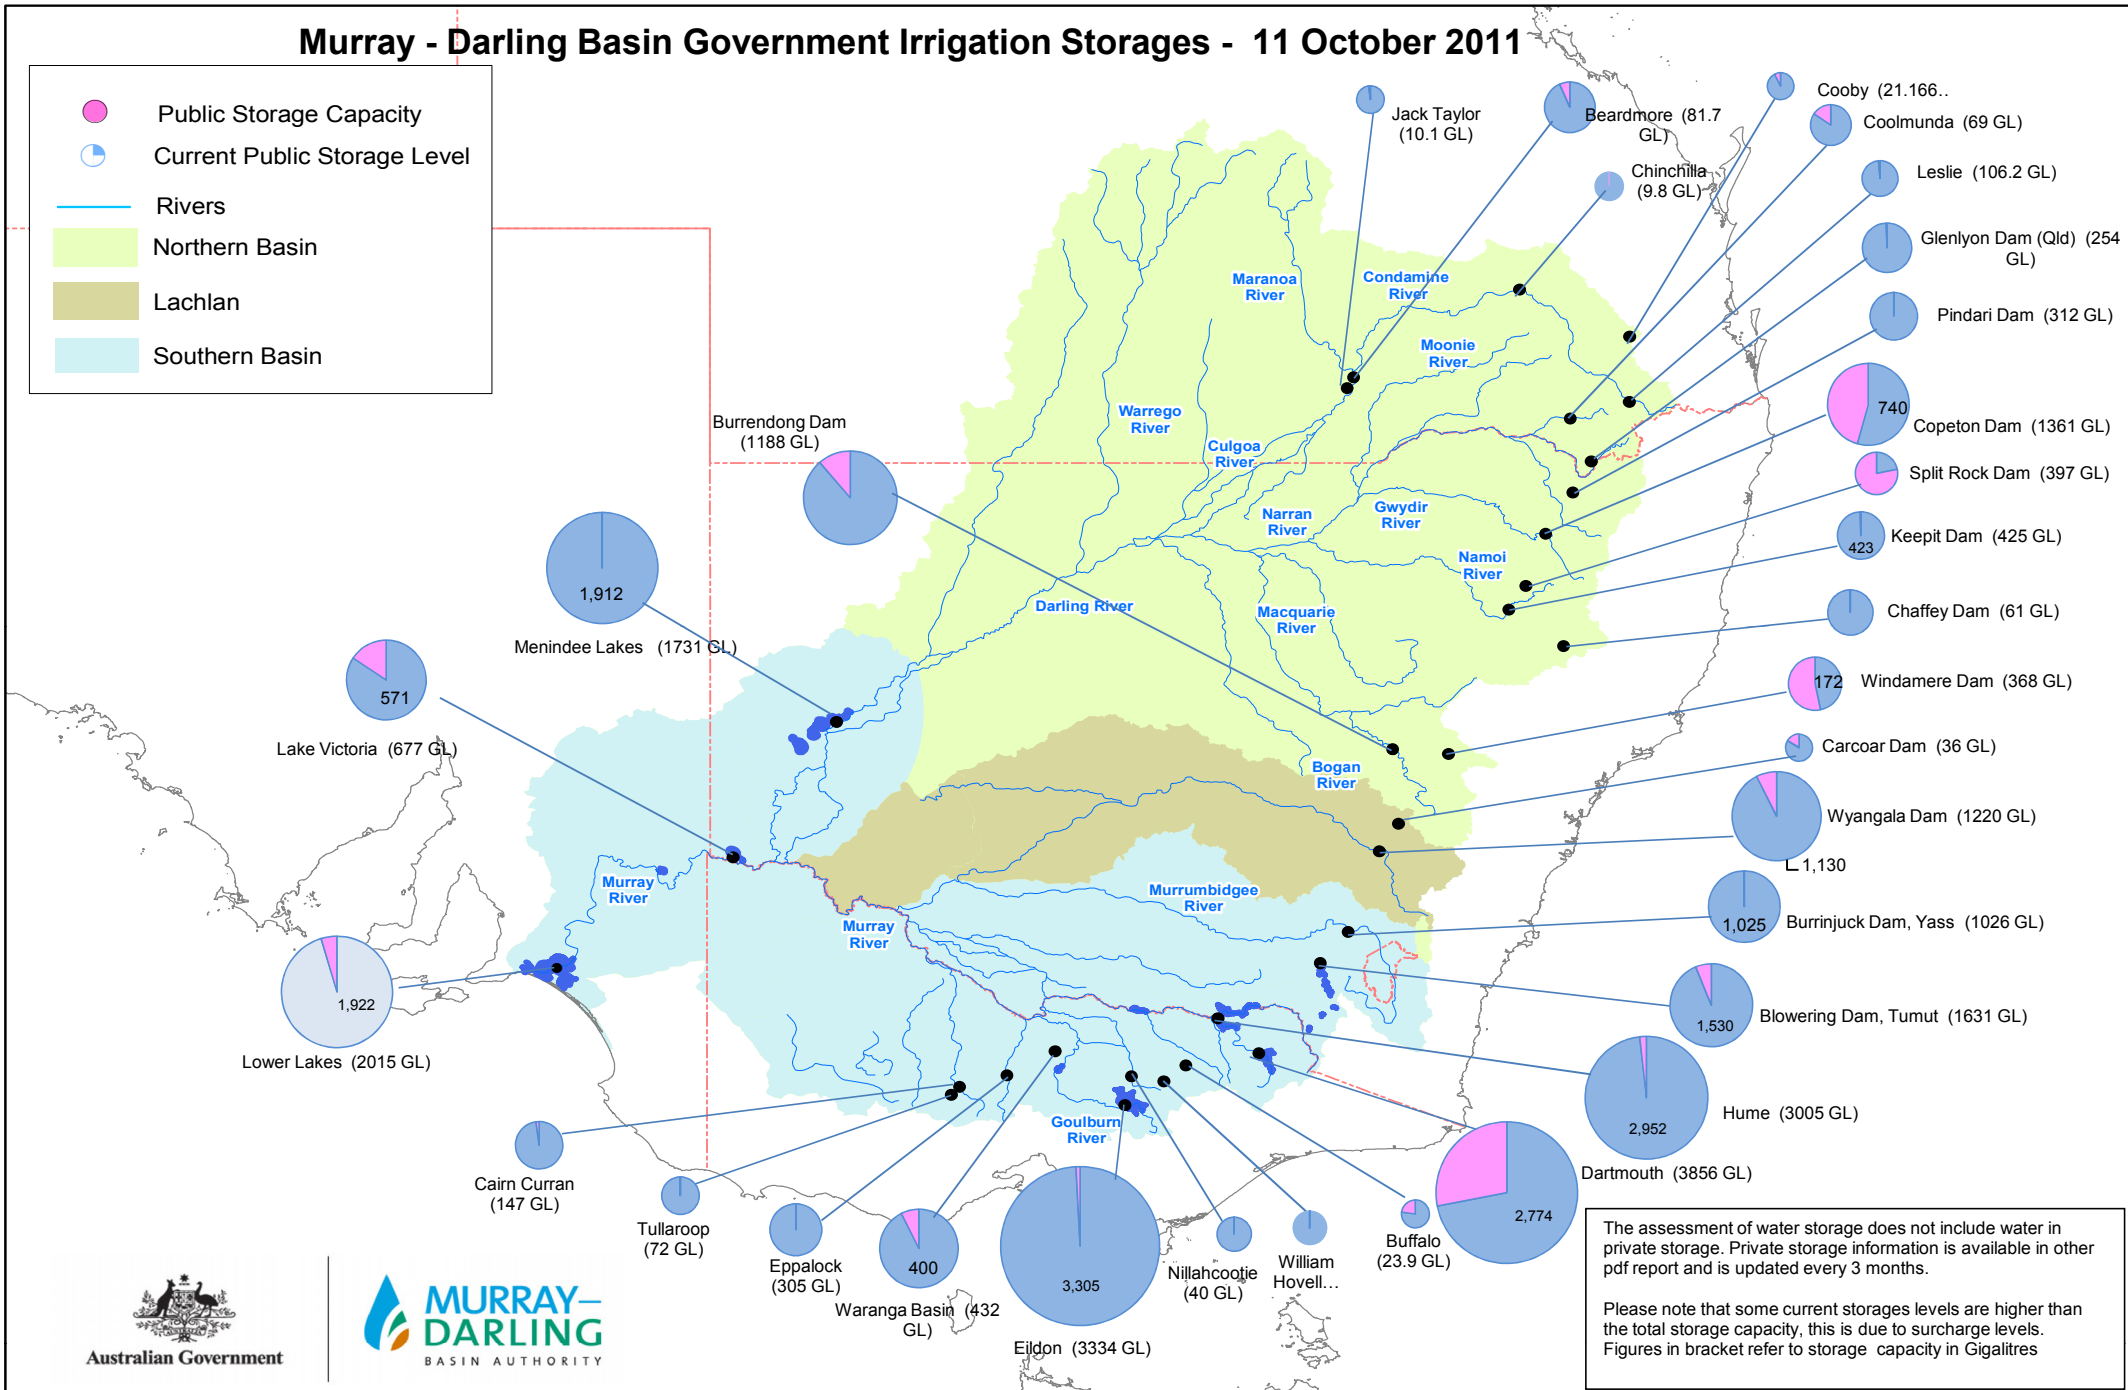 Murray - Darling Basin Government Irrigation Storages - 11 October 2011
Public Storage Capacity
Current Public Storage Level
Rivers
Northern Basin
Lachlan
Southern Basin
Jack Taylor
(10.1 GL)
Beardmore (81.7
GL)
Cooby (21.166..
Coolmunda (69 GL)
Chinchilla
(9.8 GL)
Leslie (106.2 GL)
Glenlyon Dam (Qld) (254
GL)
Pindari Dam (312 GL)
740
Copeton Dam (1361 GL)
Split Rock Dam (397 GL)
423
Keepit Dam (425 GL)
Chaffey Dam (61 GL)
172
Windamere Dam (368 GL)
Carcoar Dam (36 GL)
Wyangala Dam (1220 GL)
1,130
1,025
Burrinjuck Dam, Yass (1026 GL)
1,530
Blowering Dam, Tumut (1631 GL)
2,952
Hume (3005 GL)
2,774
Dartmouth (3856 GL)
Burrendong Dam
(1188 GL)
1,912
Menindee Lakes (1731 GL)
571
Lake Victoria (677 GL)
1,922
Lower Lakes (2015 GL)
Cairn Curran
(147 GL)
Tullaroop
(72 GL)
Eppalock
(305 GL)
400
Waranga Basin (432
GL)
3,305
Eildon (3334 GL)
Nillahcootie
(40 GL)
William
Hovell...
Buffalo
(23.9 GL)
Maranoa
River
Condamine
River
Moonie
River
Warrego
River
Culgoa
River
Narran
River
Gwydir
River
Namoi
River
Darling River
Macquarie
River
Bogan
River
Murray
River
Murrumbidgee
River
Murray
River
Goulburn
River
The assessment of water storage does not include water in
private storage. Private storage information is available in other
pdf report and is updated every 3 months.
Please note that some current storages levels are higher than
the total storage capacity, this is due to surcharge levels.
Figures in bracket refer to storage capacity in Gigalitres
Australian Government
MURRAY–
DARLING
BASIN AUTHORITY